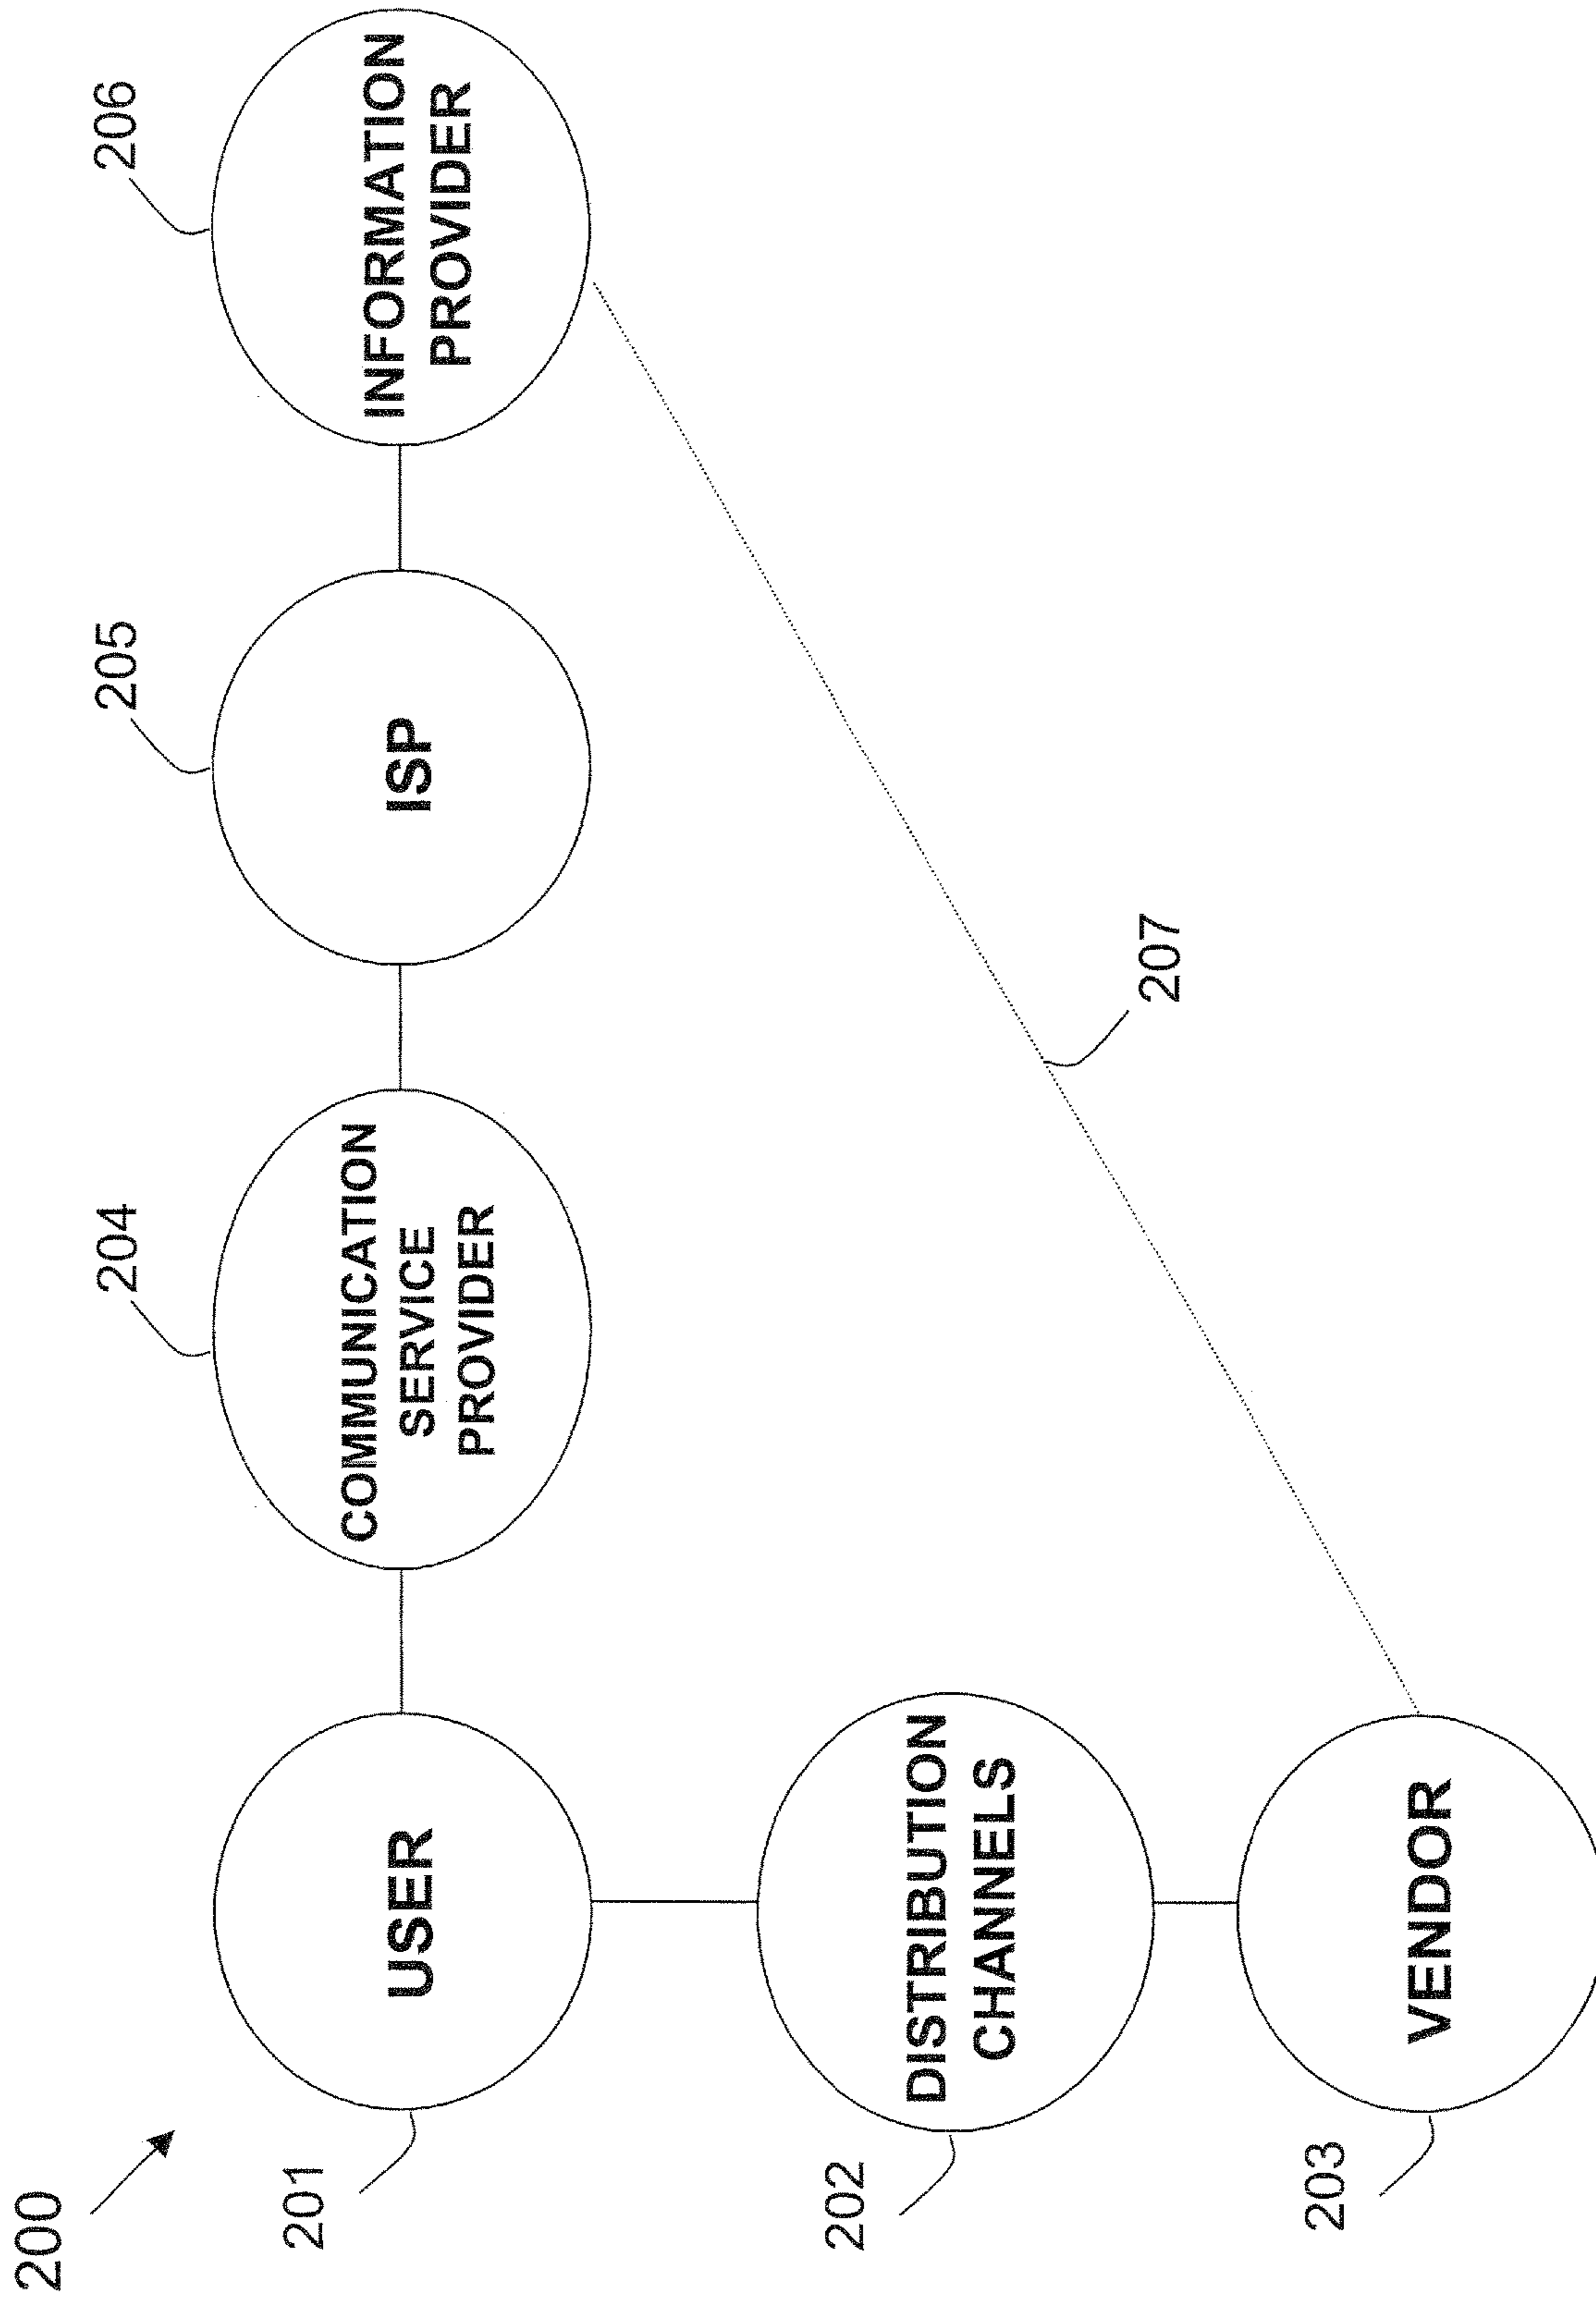 200
201
USER
204
COMMUNICATION
SERVICE
PROVIDER
205
ISP
206
INFORMATION
PROVIDER
202
DISTRIBUTION
CHANNELS
207
203
VENDOR